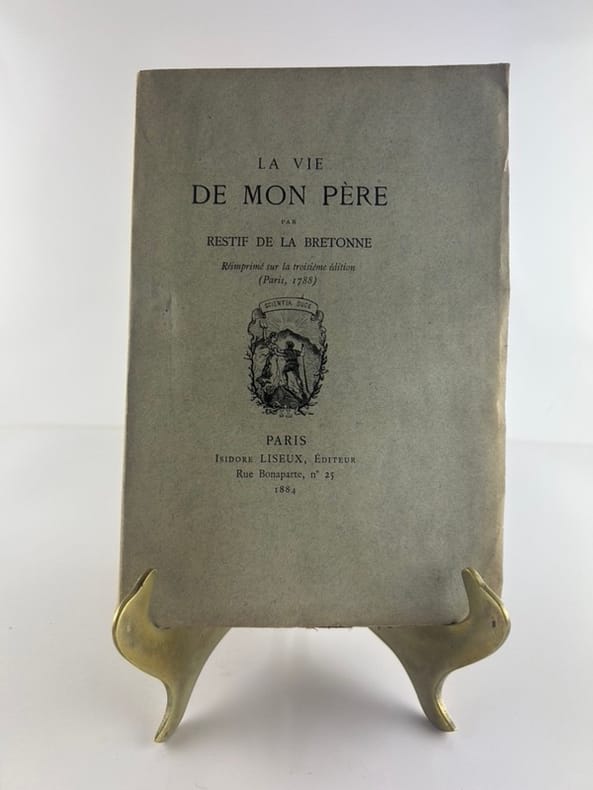 LA VIE
DE MON PÈRE
PAR
RESTIF DE LA BRETONNE
Réimprimé sur la troisième édition
(Paris, 1788)
SCIENTIA DUCE
PARIS
Isidore LISEUX, Éditeur
Rue Bonaparte, n° 25
1884